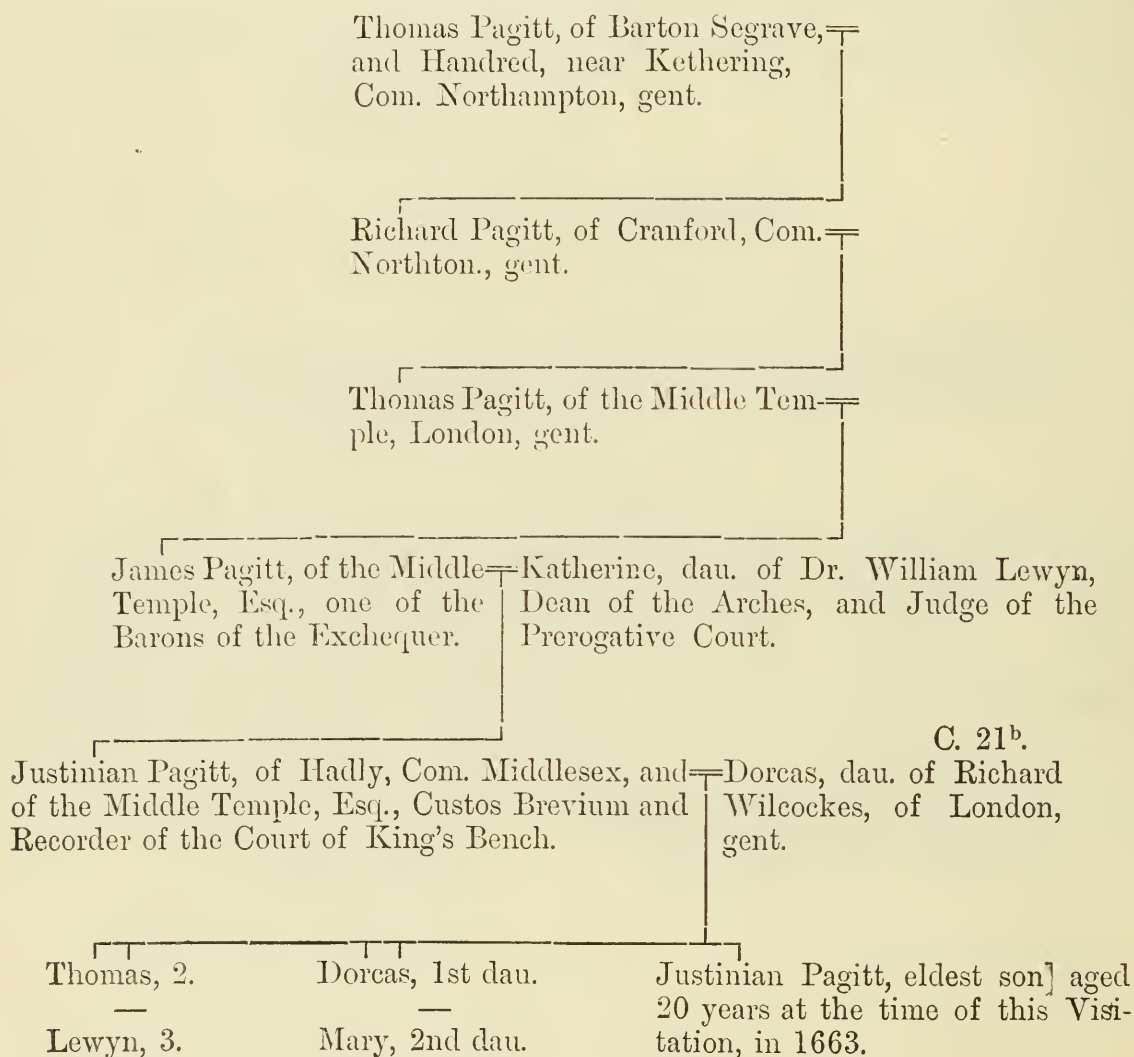 Thomas Pagitt, of Barton Segrave,
and Handred, near Kethering,
Com. Northampton, gent.
Richard Pagitt, of Cranford, Com.
Northton., gent.
Thomas Pagitt, of the Middle Tem-
ple, London, gent.
James Pagitt, of the Middle
Temple, Esq., one of the
Barons of the Exchequer.
Katherine, dau. of Dr. William Lewyn,
Dean of the Arches, and Judge of the
Prerogative Court.
C. 21b.
Justinian Pagitt, of Hadly, Com. Middlesex, and
of the Middle Temple, Esq., Custos Brevium and
Recorder of the Court of King's Bench.
Dorcas, dau. of Richard
Wilcockes, of London,
gent.
Thomas, 2.
—
Lewyn, 3.
Dorcas, 1st dau.
—
Mary, 2nd dau.
Justinian Pagitt, eldest son] aged
20 years at the time of this Visi-
tation, in 1663.